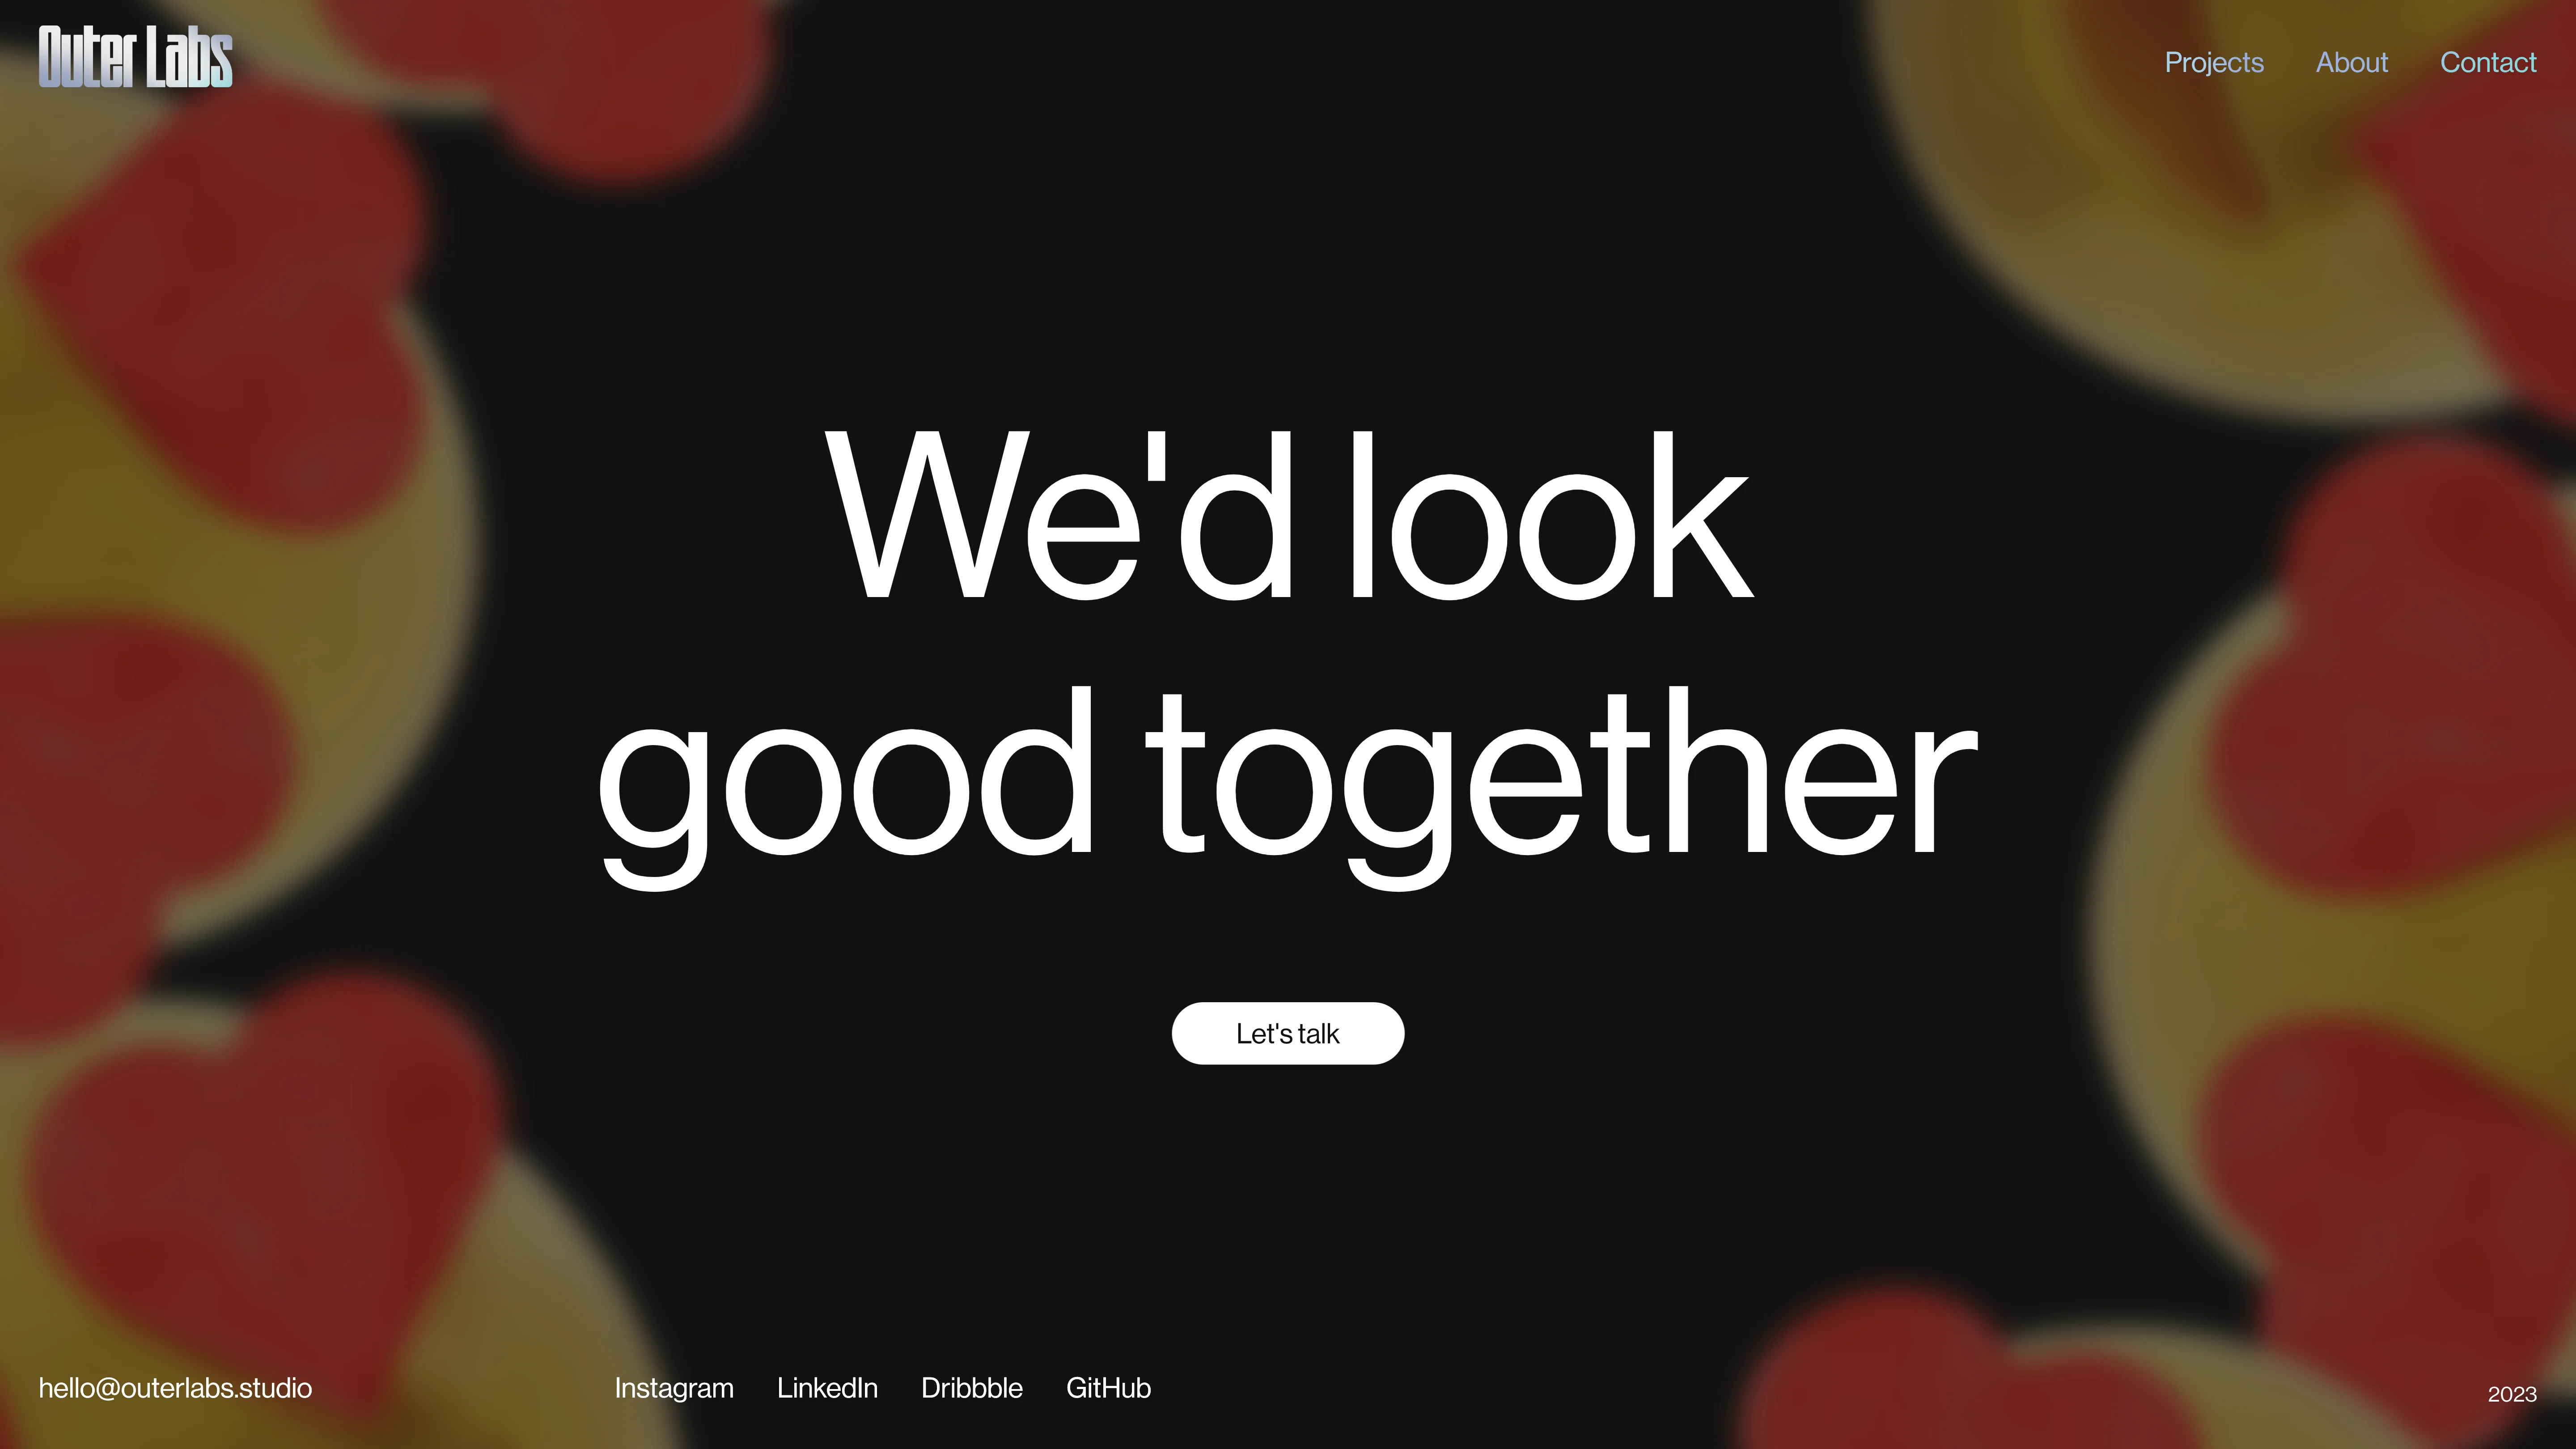 Outer Labs
Projects About Contact
We'd look
good together
Let's talk
hello@outerlabs.studio
Instagram LinkedIn Dribbble GitHub
2023